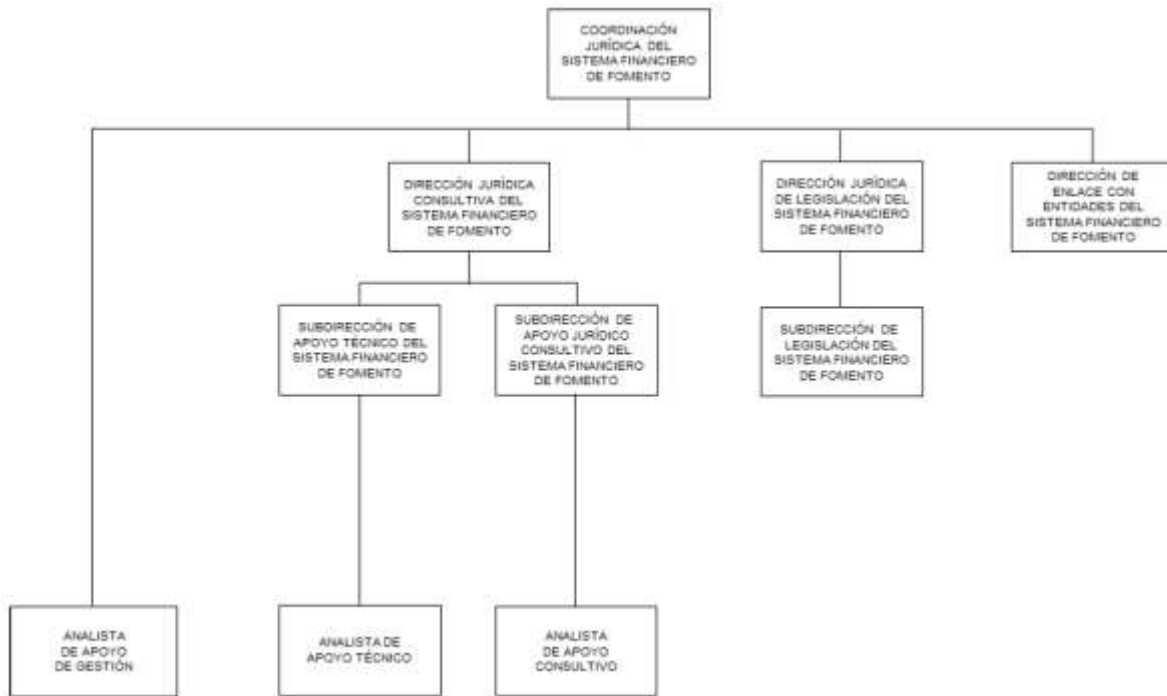 COORDINACIÓN
JURÍDICA DEL
SISTEMA FINANCIERO
DE FOMENTO
DIRECCIÓN JURÍDICA
CONSULTIVA DEL
SISTEMA FINANCIERO
DE FOMENTO
DIRECCIÓN JURÍDICA
DE LEGISLACIÓN DEL
SISTEMA FINANCIERO
DE FOMENTO
DIRECCIÓN DE
ENLACE CON
ENTIDADES DEL
SISTEMA FINANCIERO
DE FOMENTO
SUBDIRECCIÓN DE
APOYO TÉCNICO DEL
SISTEMA FINANCIERO
DE FOMENTO
SUBDIRECCIÓN DE
APOYO JURÍDICO
CONSULTIVO DEL
SISTEMA FINANCIERO
DE FOMENTO
SUBDIRECCIÓN DE
LEGISLACIÓN DEL
SISTEMA FINANCIERO
DE FOMENTO
ANALISTA
DE APOYO
DE GESTIÓN
ANALISTA DE
APOYO TÉCNICO
ANALISTA
DE APOYO
CONSULTIVO